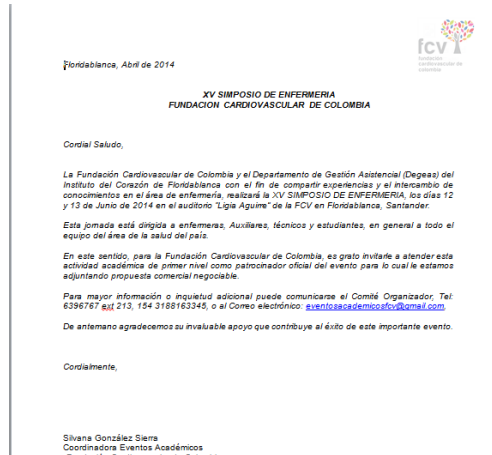 fcv
fundación
cardiovascular de
colombia
Floridablanca, Abril de 2014
XV SIMPOSIO DE ENFERMERIA
FUNDACION CARDIOVASCULAR DE COLOMBIA
Cordial Saludo,
La Fundación Cardiovascular de Colombia y el Departamento de Gestión Asistencial (Degeas) del
Instituto del Corazón de Floridablanca con el fin de compartir experiencias y el intercambio de
conocimientos en el área de enfermería, realizará la XV SIMPOSIO DE ENFERMERIA, los días 12
y 13 de Junio de 2014 en el auditorio "Ligia Aguirre" de la FCV en Floridablanca, Santander.
Esta jornada está dirigida a enfermeras, Auxiliares, técnicos y estudiantes, en general a todo el
equipo del área de la salud del país.
En este sentido, para la Fundación Cardiovascular de Colombia, es grato invitarle a atender esta
actividad académica de primer nivel como patrocinador oficial del evento para lo cual le estamos
adjuntando propuesta comercial negociable.
Para mayor información o inquietud adicional puede comunicarse el Comité Organizador, Tel:
6396767 ext 213, 154 3188163345, o al Correo electrónico: eventosacademicosfcv@gmail.com,
De antemano agradecemos su invaluable apoyo que contribuye al éxito de este importante evento.
Cordialmente,
Silvana González Sierra
Coordinadora Eventos Académicos